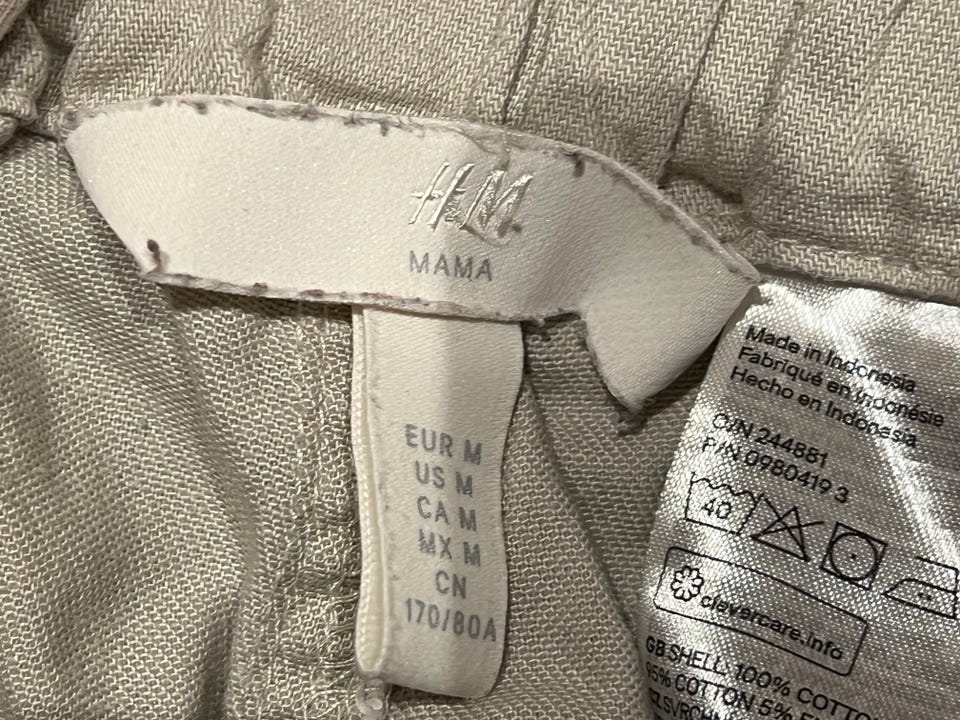 H&M
MAMA
EUR M
US M
CA M
MX M
CN
170/80A
Made in Indonesia
Fabriqué en Indonésie
Hecho en Indonesia
C/N 244881
P/N 0980419 3
40
clevercare.info
GB SHELL 100% COTTO
95% COTTON 5%